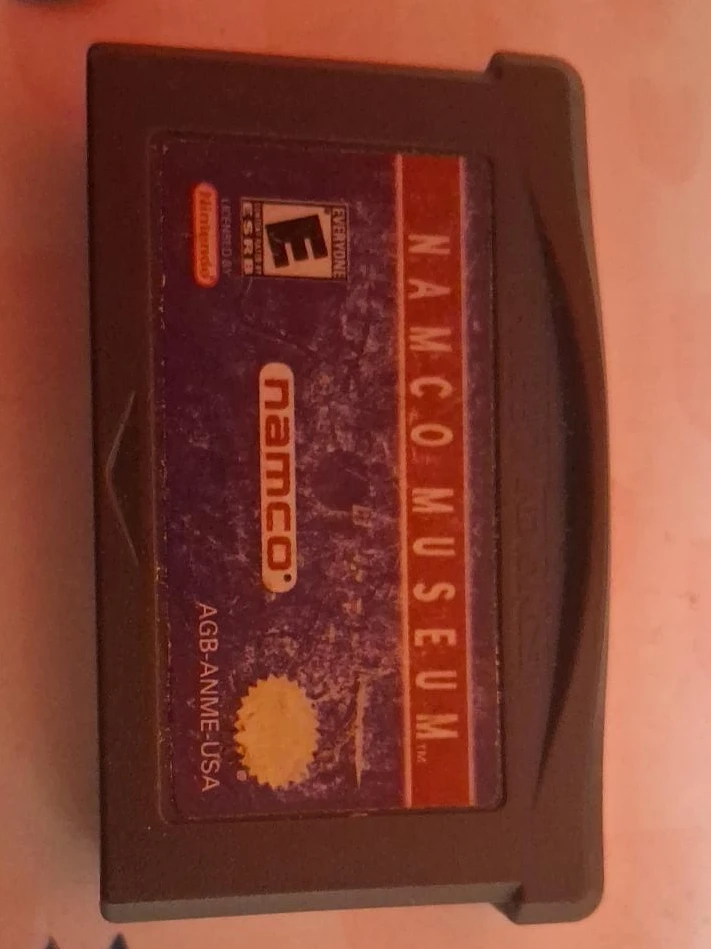 NAMCO MUSEUM™
EVERYONE
E
ESRB
LICENSED BY
Nintendo
namco
AGB-ANME-USA